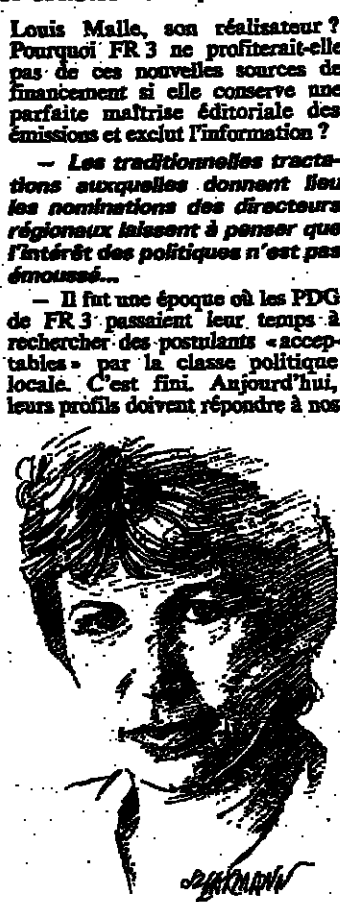 Louis Malle, son réalisateur ?
Pourquoi FR 3 ne profiterait-elle
pas de ces nouvelles sources de
financement si elle conserve une
parfaite maîtrise éditoriale des
émissions et exclut l'information ?
– Les traditionnelles tracta-
tions auxquelles donnent lieu
les nominations des directeurs
régionaux laissent à penser que
l'intérêt des politiques n'est pas
émoussé...
– Il fut une époque où les PDG
de FR 3 passaient leur temps à
rechercher des postulants « accep-
tables » par la classe politique
locale. C'est fini. Aujourd'hui,
leurs profils doivent répondre à nos